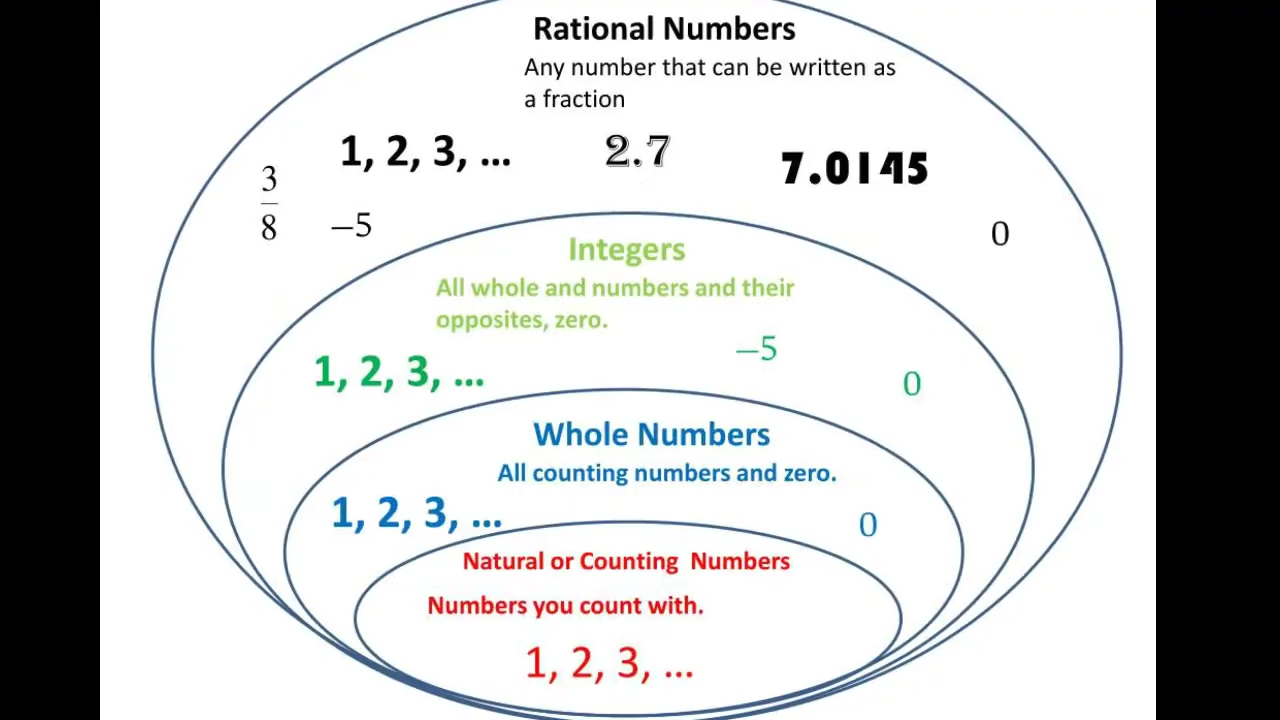 Rational Numbers
Any number that can be written as
a fraction
1, 2, 3, ...
2.7
7.0145
3
8
−5
0
Integers
All whole and numbers and their
opposites, zero.
−5
1, 2, 3, ...
0
Whole Numbers
All counting numbers and zero.
1, 2, 3, ...
0
Natural or Counting Numbers
Numbers you count with.
1, 2, 3, ...